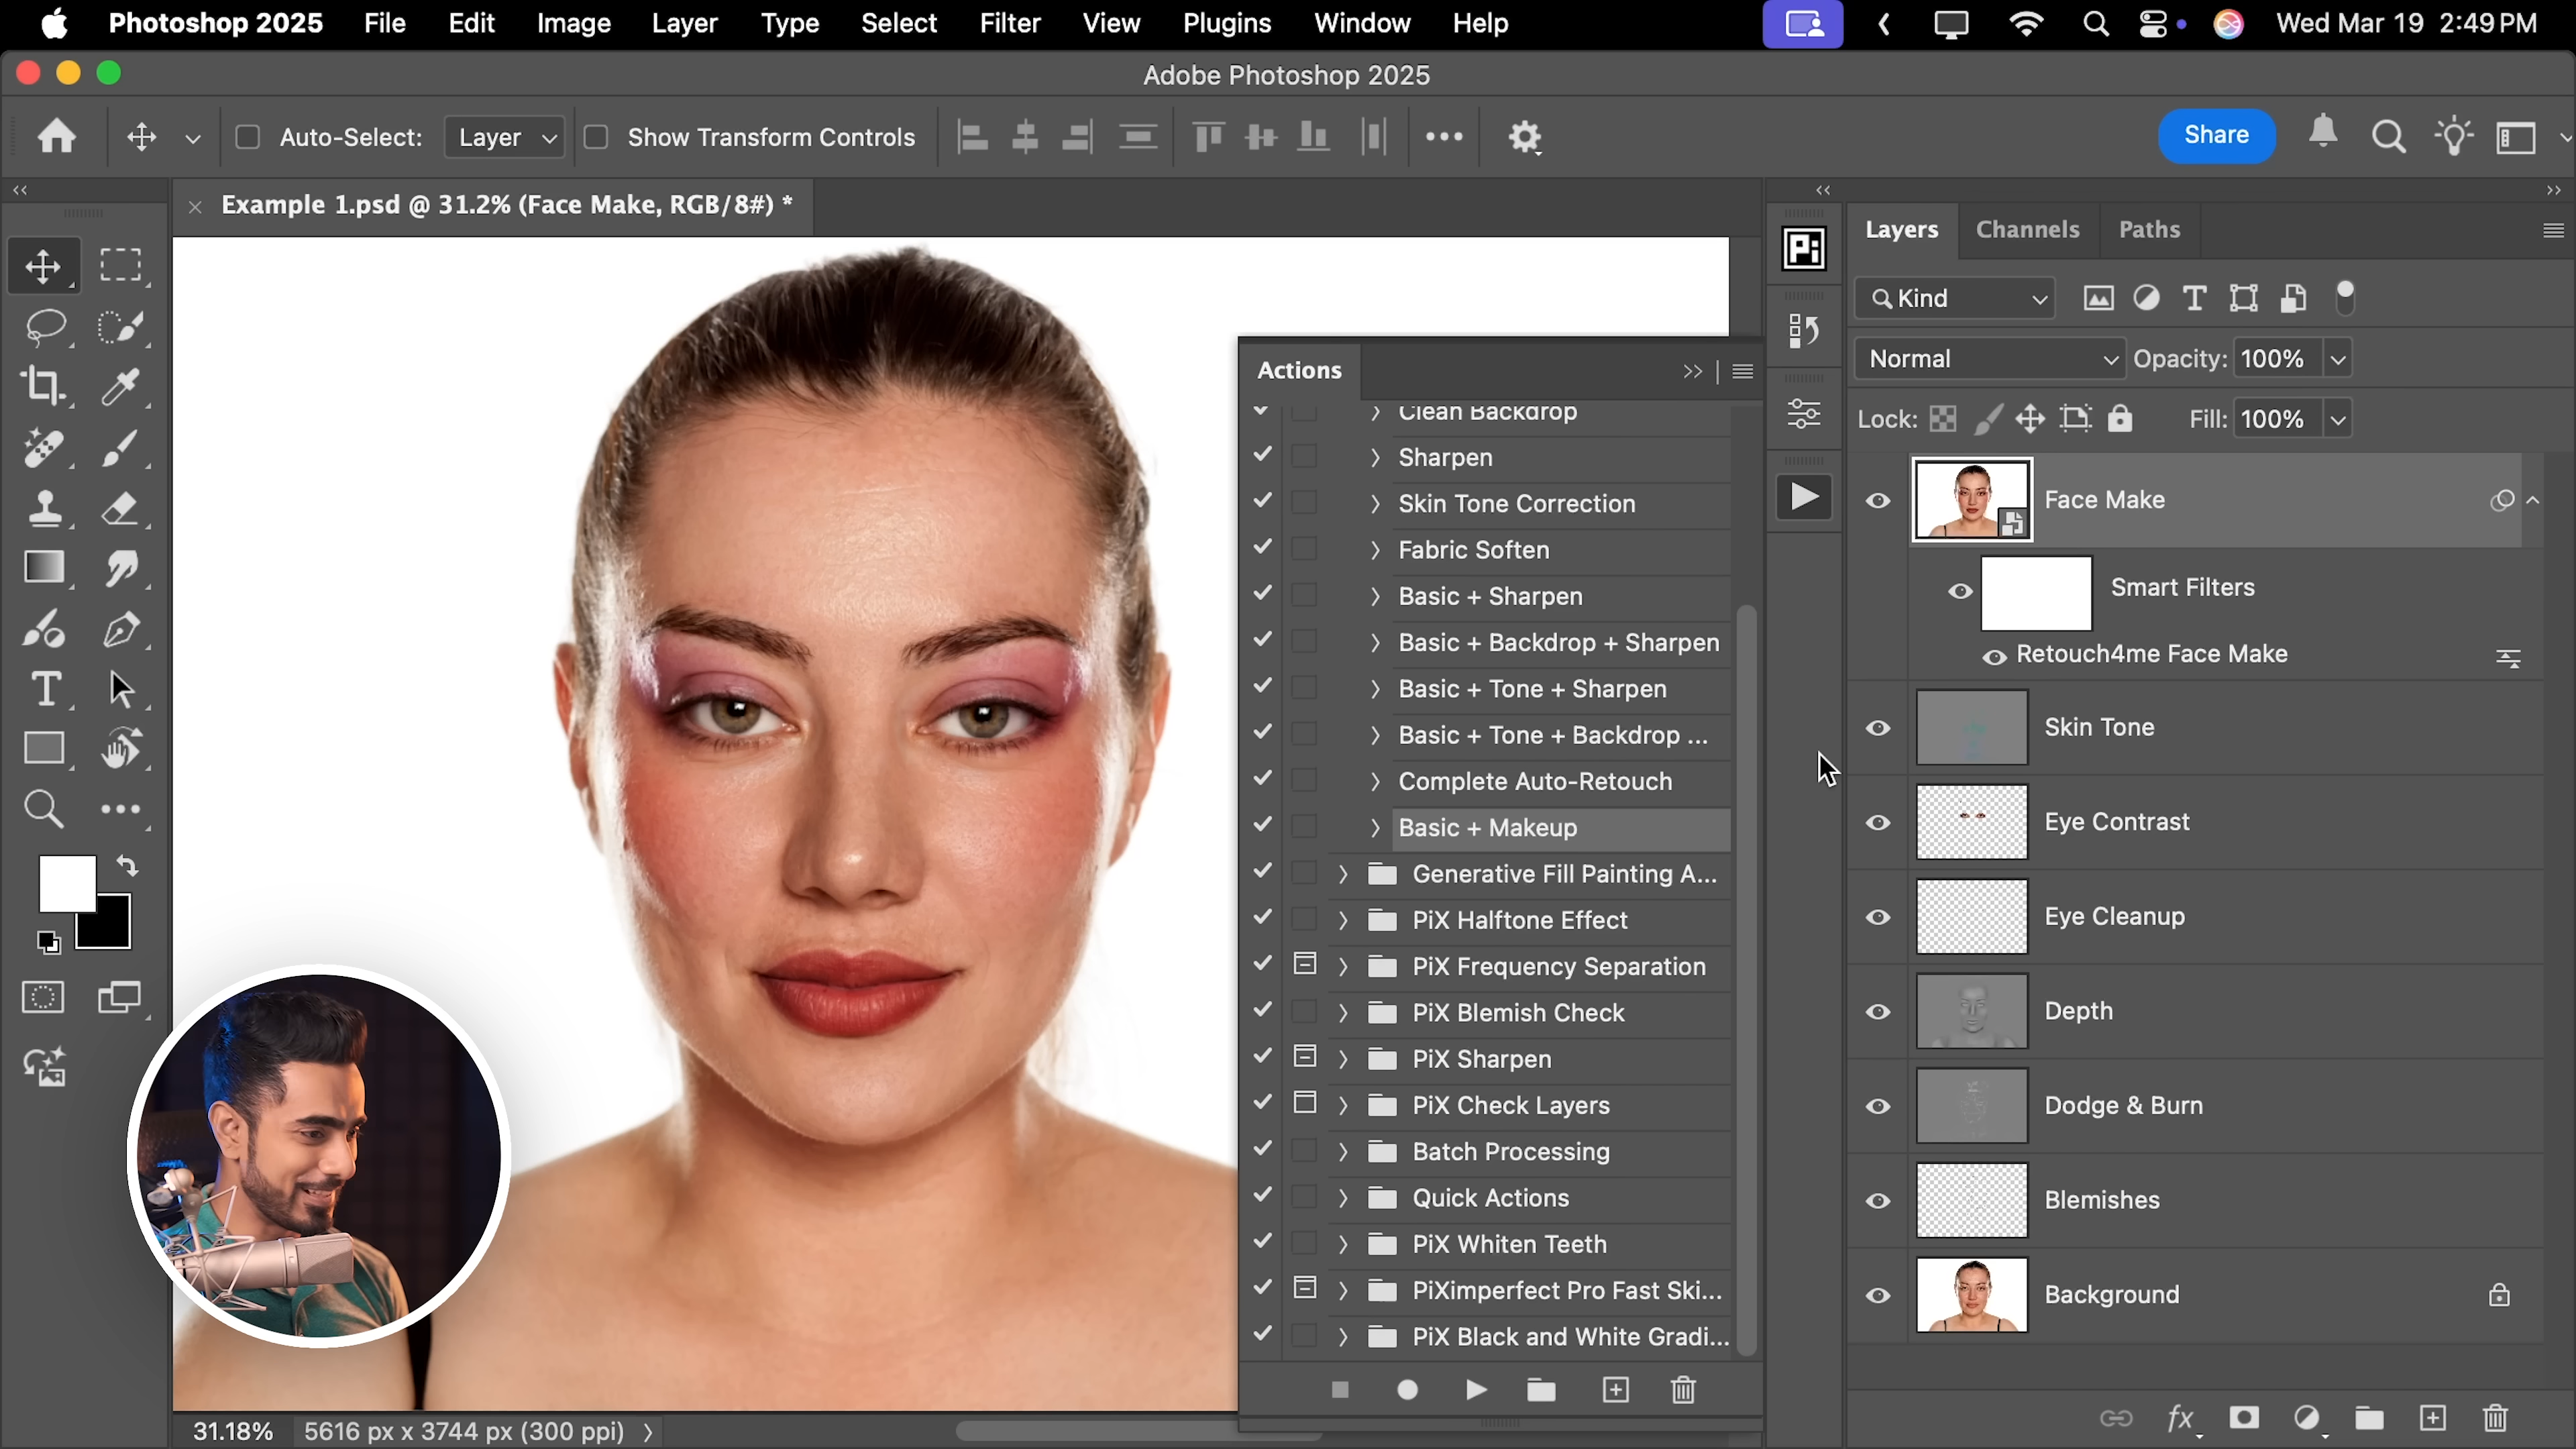 Photoshop 2025 File Edit Image Layer Type Select Filter View Plugins Window Help Wed Mar 19 2:49 PM
Adobe Photoshop 2025
Auto-Select: Layer Show Transform Controls Share
Example 1.psd @ 31.2% (Face Make, RGB/8#) *
Actions
Clean Backdrop
Sharpen
Skin Tone Correction
Fabric Soften
Basic + Sharpen
Basic + Backdrop + Sharpen
Basic + Tone + Sharpen
Basic + Tone + Backdrop ...
Complete Auto-Retouch
Basic + Makeup
Generative Fill Painting A...
PiX Halftone Effect
PiX Frequency Separation
PiX Blemish Check
PiX Sharpen
PiX Check Layers
Batch Processing
Quick Actions
PiX Whiten Teeth
PiXimperfect Pro Fast Ski...
PiX Black and White Gradi...
Pi
Layers Channels Paths
Kind
Normal Opacity: 100%
Lock: Fill: 100%
Face Make
Smart Filters
Retouch4me Face Make
Skin Tone
Eye Contrast
Eye Cleanup
Depth
Dodge & Burn
Blemishes
Background
fx
31.18% 5616 px x 3744 px (300 ppi)